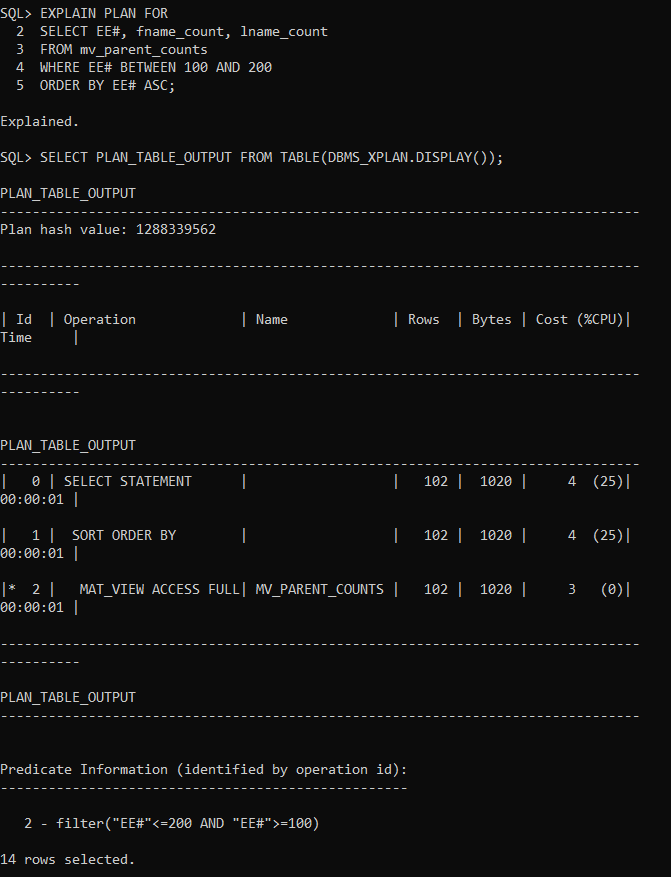 SQL> EXPLAIN PLAN FOR
  2  SELECT EE#, fname_count, lname_count
  3  FROM mv_parent_counts
  4  WHERE EE# BETWEEN 100 AND 200
  5  ORDER BY EE# ASC;

Explained.

SQL> SELECT PLAN_TABLE_OUTPUT FROM TABLE(DBMS_XPLAN.DISPLAY());

PLAN_TABLE_OUTPUT
--------------------------------------------------------------------------------
Plan hash value: 1288339562

--------------------------------------------------------------------------------
----------

| Id  | Operation             | Name             | Rows  | Bytes | Cost (%CPU)|
Time     |

--------------------------------------------------------------------------------
----------


PLAN_TABLE_OUTPUT
--------------------------------------------------------------------------------
|   0 | SELECT STATEMENT      |                  |   102 |  1020 |     4  (25)|
00:00:01 |

|   1 |  SORT ORDER BY        |                  |   102 |  1020 |     4  (25)|
00:00:01 |

|*  2 |   MAT_VIEW ACCESS FULL| MV_PARENT_COUNTS |   102 |  1020 |     3   (0)|
00:00:01 |

--------------------------------------------------------------------------------
----------

PLAN_TABLE_OUTPUT
--------------------------------------------------------------------------------


Predicate Information (identified by operation id):
---------------------------------------------------

   2 - filter("EE#"<=200 AND "EE#">=100)

14 rows selected.